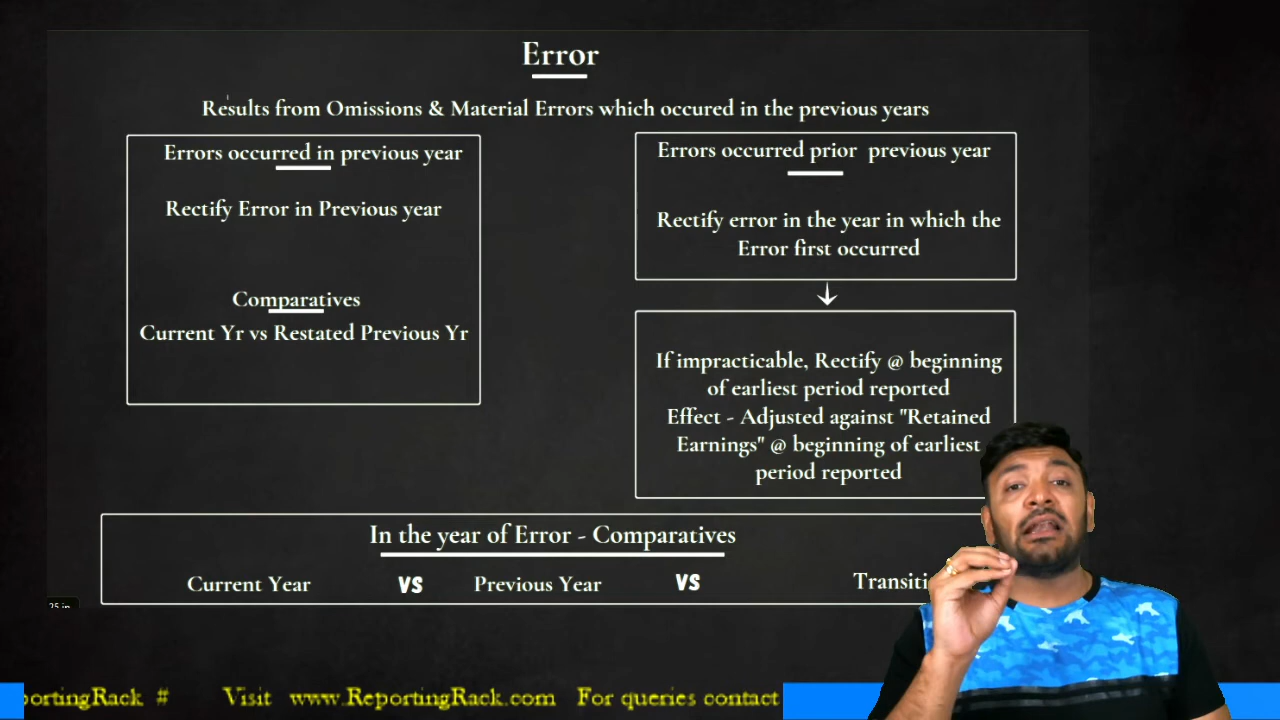 Error
Results from Omissions & Material Errors which occured in the previous years
Errors occurred in previous year
Rectify Error in Previous year
Comparatives
Current Yr vs Restated Previous Yr
Errors occurred prior previous year
Rectify error in the year in which the
Error first occurred
If impracticable, Rectify @ beginning
of earliest period reported
Effect - Adjusted against "Retained
Earnings" @ beginning of earliest
period reported
In the year of Error - Comparatives
Current Year VS Previous Year VS Transiti
25 in
portingRack # Visit www.ReportingRack.com For queries contact